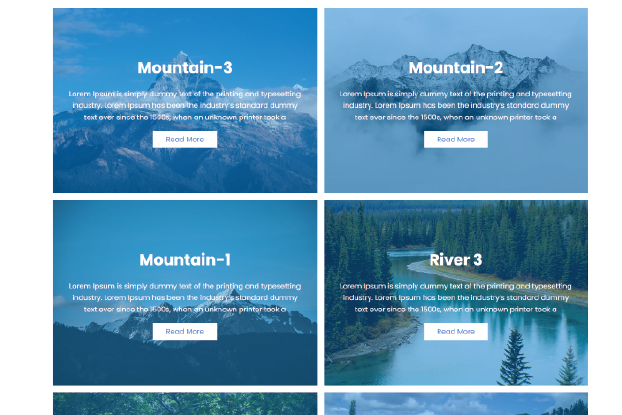 Mountain-3
Lorem Ipsum is simply dummy text of the printing and typesetting
industry. Lorem Ipsum has been the industry's standard dummy
text ever since the 1500s, when an unknown printer took a
Read More
Mountain-2
Lorem Ipsum is simply dummy text of the printing and typesetting
industry. Lorem Ipsum has been the industry's standard dummy
text ever since the 1500s, when an unknown printer took a
Read More
Mountain-1
Lorem Ipsum is simply dummy text of the printing and typesetting
industry. Lorem Ipsum has been the industry's standard dummy
text ever since the 1500s, when an unknown printer took a
Read More
River 3
Lorem Ipsum is simply dummy text of the printing and typesetting
industry. Lorem Ipsum has been the industry's standard dummy
text ever since the 1500s, when an unknown printer took a
Read More